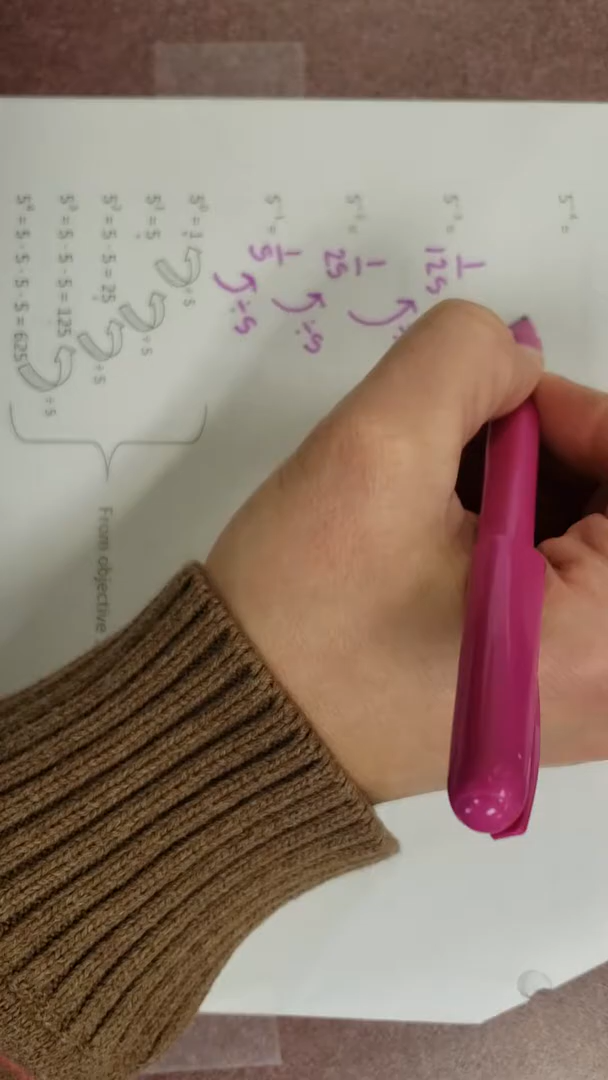 5⁻⁴ =
5⁻³ = 1/125
5⁻² = 1/25
÷5
5⁻¹ = 1/5
÷5
5⁰ = 1
÷5
5¹ = 5
÷5
5² = 5 · 5 = 25
÷5
5³ = 5 · 5 · 5 = 125
÷5
5⁴ = 5 · 5 · 5 · 5 = 625
From objective